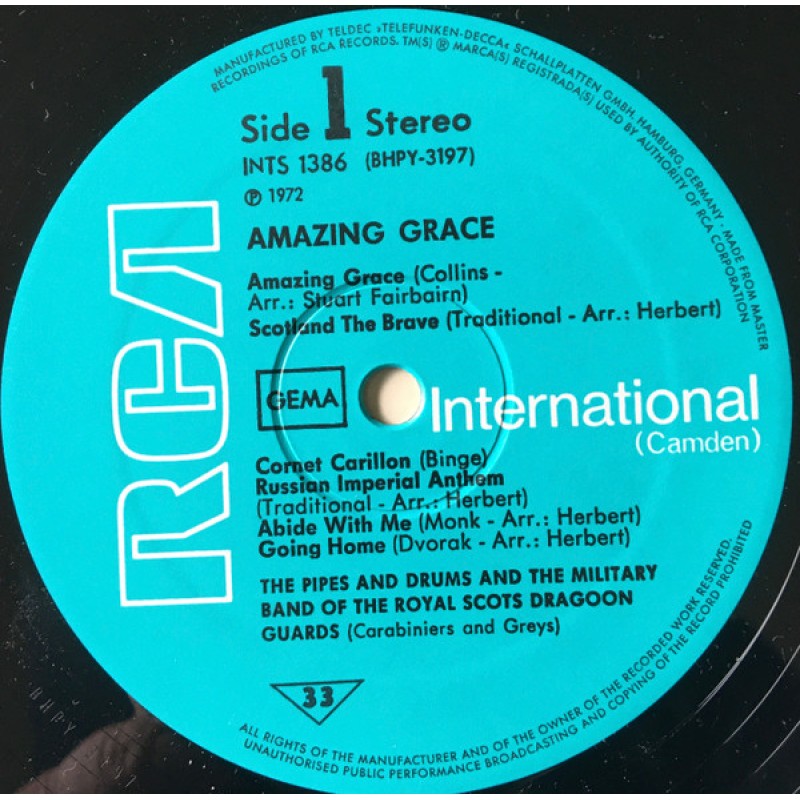 MANUFACTURED BY TELDEC »TELEFUNKEN-DECCA« SCHALLPLATTEN GMBH, HAMBURG, GERMANY · MADE FROM MASTER
RECORDINGS OF RCA RECORDS. TM(S) ® MARCA(S) REGISTRADA(S) USED BY AUTHORITY OF RCA CORPORATION
Side 1 Stereo
INTS 1386 (BHPY-3197)
℗ 1972
RCA
AMAZING GRACE
Amazing Grace (Collins -
Arr.: Stuart Fairbairn)
Scotland The Brave (Traditional - Arr.: Herbert)
GEMA
International
(Camden)
Cornet Carillon (Binge)
Russian Imperial Anthem
(Traditional - Arr.: Herbert)
Abide With Me (Monk - Arr.: Herbert)
Going Home (Dvorak - Arr.: Herbert)
THE PIPES AND DRUMS AND THE MILITARY
BAND OF THE ROYAL SCOTS DRAGOON
GUARDS (Carabiniers and Greys)
33
ALL RIGHTS OF THE MANUFACTURER AND OF THE OWNER OF THE RECORDED WORK RESERVED.
UNAUTHORISED PUBLIC PERFORMANCE BROADCASTING AND COPYING OF THE RECORD PROHIBITED
BHPY